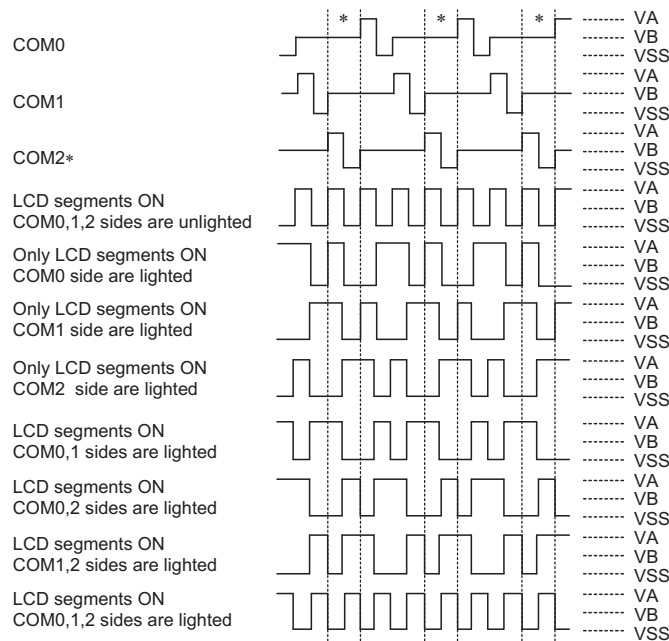 * * * VA
COM0 VB
VSS
VA
COM1 VB
VSS
VA
COM2* VB
VSS
LCD segments ON VA
COM0,1,2 sides are unlighted VB
VSS
Only LCD segments ON VA
COM0 side are lighted VB
VSS
Only LCD segments ON VA
COM1 side are lighted VB
VSS
Only LCD segments ON VA
COM2 side are lighted VB
VSS
LCD segments ON VA
COM0,1 sides are lighted VB
VSS
LCD segments ON VA
COM0,2 sides are lighted VB
VSS
LCD segments ON VA
COM1,2 sides are lighted VB
VSS
LCD segments ON VA
COM0,1,2 sides are lighted VB
VSS